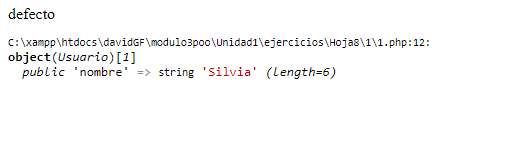 defecto
C:\xampp\htdocs\davidGF\modulo3poo\Unidad1\ejercicios\Hoja8\1\1.php:12:
object(Usuario)[1]
public 'nombre' => string 'Silvia' (length=6)